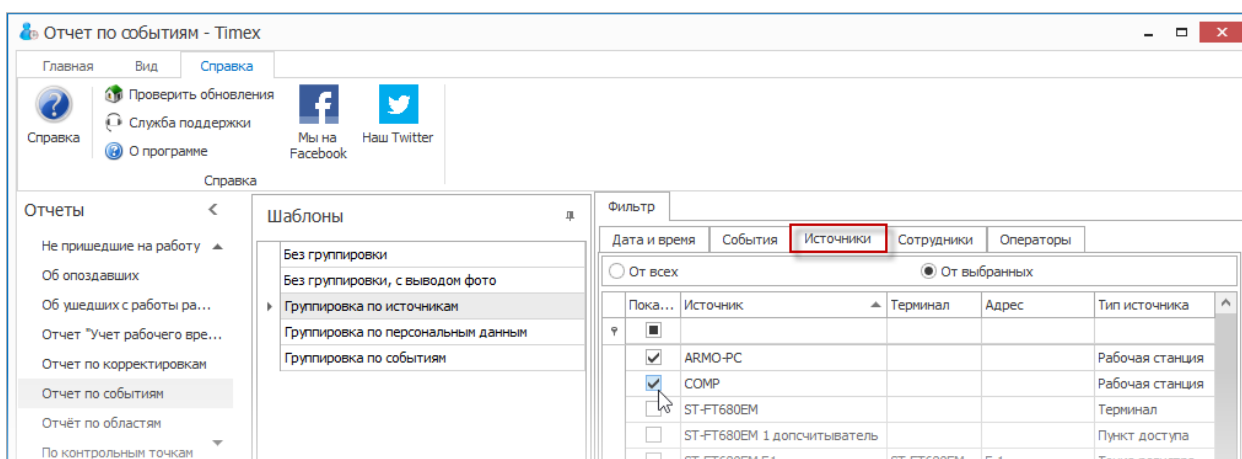 Отчет по событиям - Timex
Главная Вид Справка
Справка
Проверить обновления
Служба поддержки
О программе
Мы на Facebook
Наш Twitter
Справка
Отчеты
Не пришедшие на работу
Об опоздавших
Об ушедших с работы ра...
Отчет "Учет рабочего вре...
Отчет по корректировкам
Отчет по событиям
Отчёт по областям
По контрольным точкам
Шаблоны
Без группировки
Без группировки, с выводом фото
Группировка по источникам
Группировка по персональным данным
Группировка по событиям
Фильтр
Дата и время События Источники Сотрудники Операторы
От всех От выбранных
Пока... Источник Терминал Адрес Тип источника
ARMO-PC Рабочая станция
COMP Рабочая станция
ST-FT680EM Терминал
ST-FT680EM 1 допсчитыватель Пункт доступа